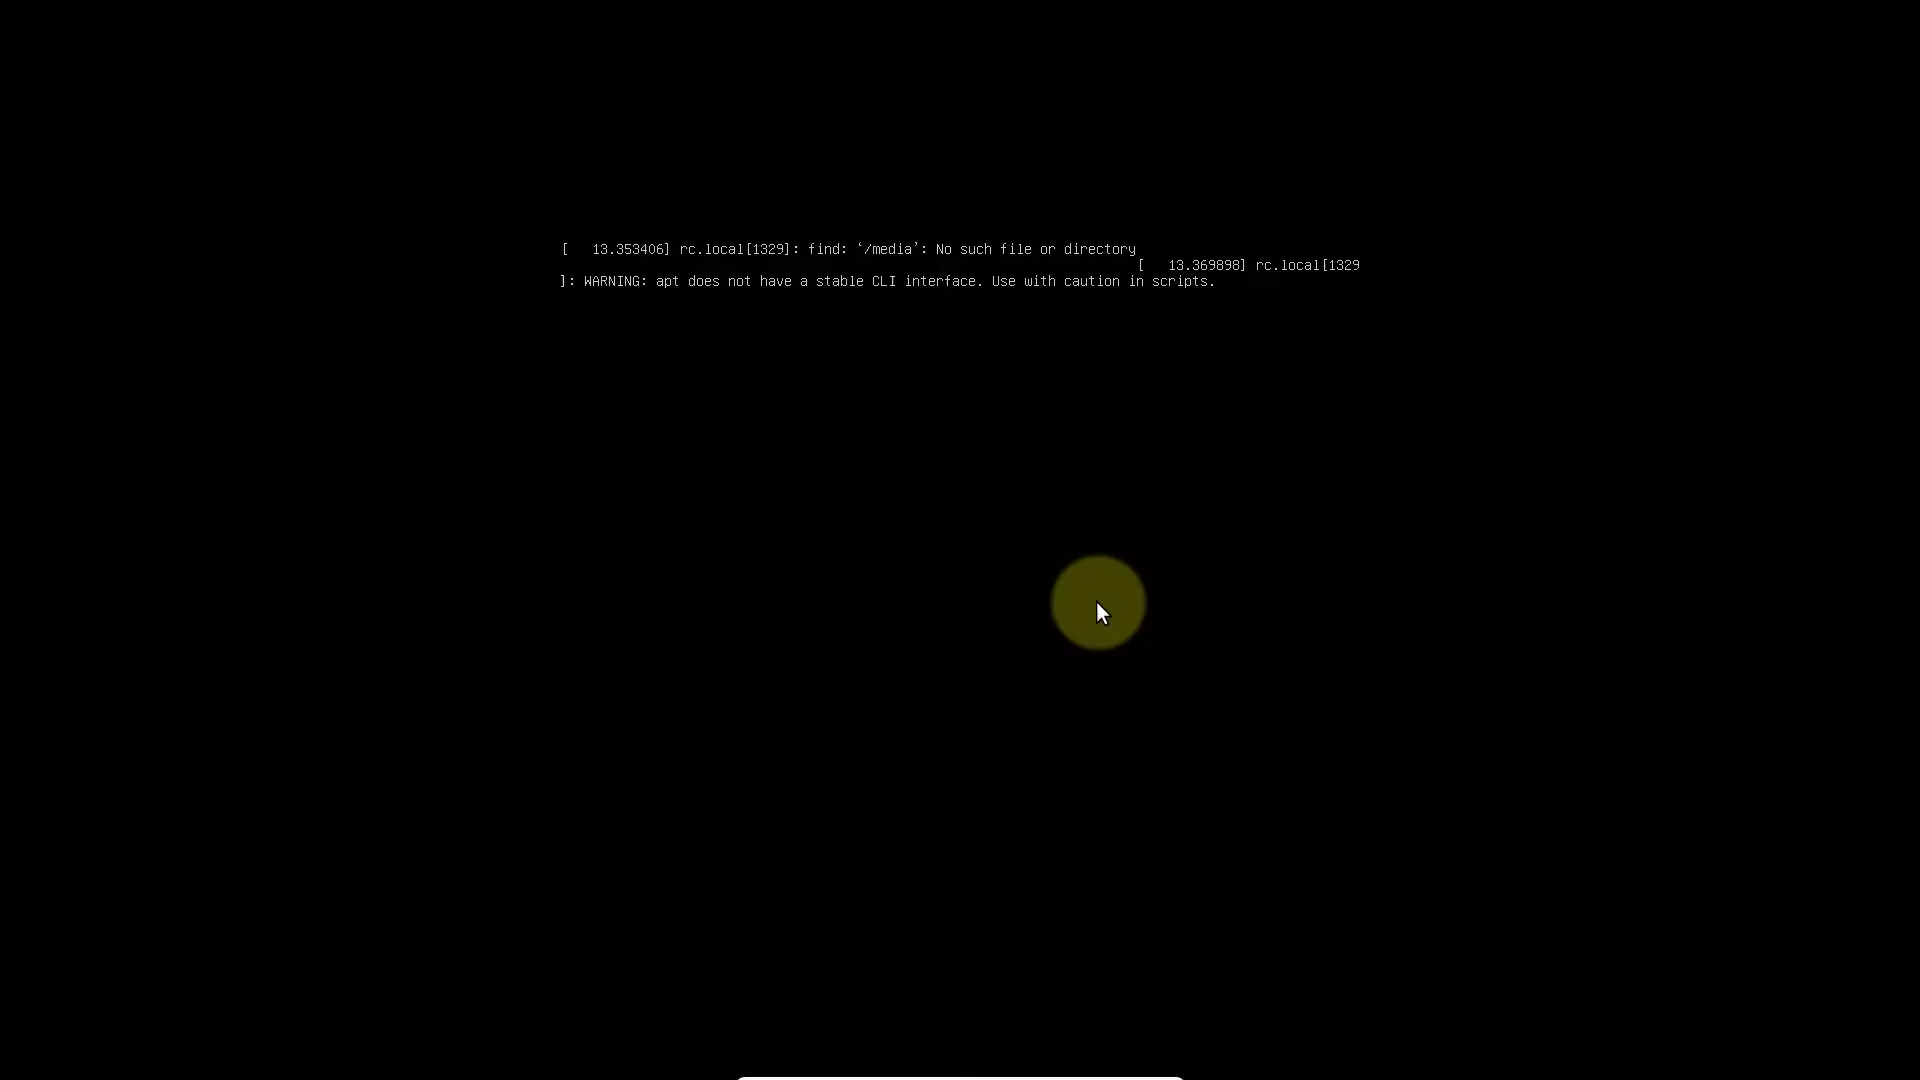 [   13.353406] rc.local[1329]: find: ‘/media’: No such file or directory
[   13.369898] rc.local[1329
]: WARNING: apt does not have a stable CLI interface. Use with caution in scripts.